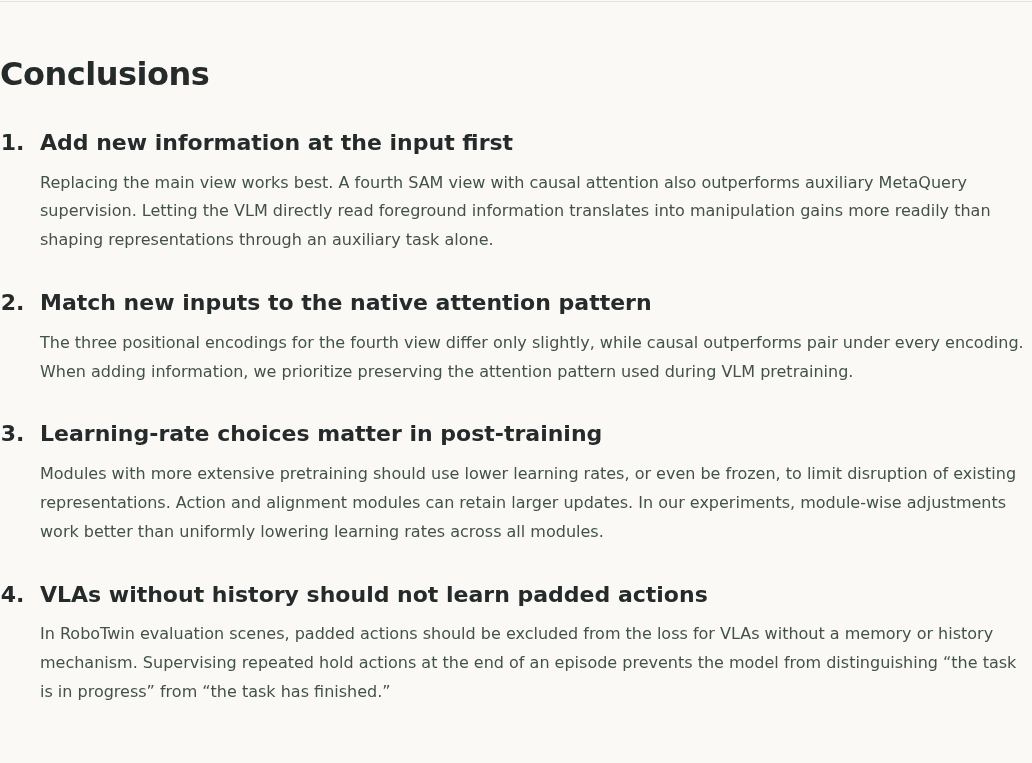 Conclusions
1. Add new information at the input first
Replacing the main view works best. A fourth SAM view with causal attention also outperforms auxiliary MetaQuery
supervision. Letting the VLM directly read foreground information translates into manipulation gains more readily than
shaping representations through an auxiliary task alone.
2. Match new inputs to the native attention pattern
The three positional encodings for the fourth view differ only slightly, while causal outperforms pair under every encoding.
When adding information, we prioritize preserving the attention pattern used during VLM pretraining.
3. Learning-rate choices matter in post-training
Modules with more extensive pretraining should use lower learning rates, or even be frozen, to limit disruption of existing
representations. Action and alignment modules can retain larger updates. In our experiments, module-wise adjustments
work better than uniformly lowering learning rates across all modules.
4. VLAs without history should not learn padded actions
In RoboTwin evaluation scenes, padded actions should be excluded from the loss for VLAs without a memory or history
mechanism. Supervising repeated hold actions at the end of an episode prevents the model from distinguishing “the task
is in progress” from “the task has finished.”